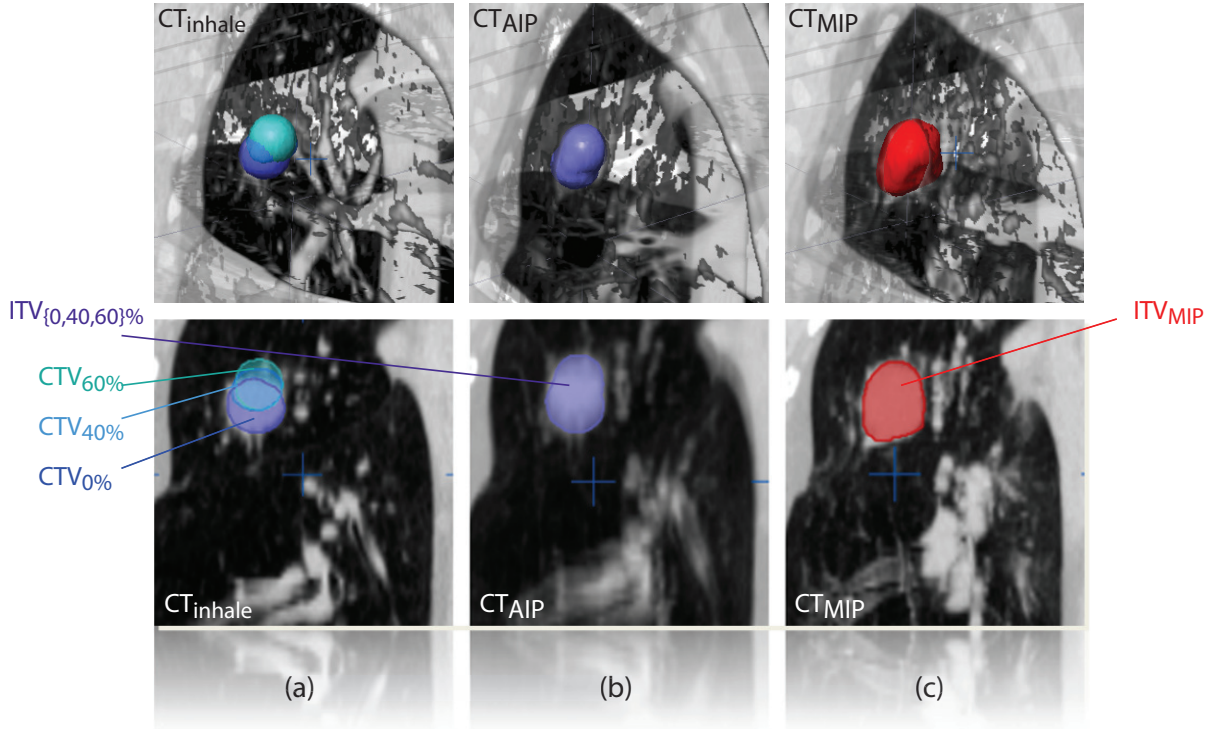 CTinhale
CTAIP
CTMIP
ITV{0,40,60}%
ITVMIP
CTV60%
CTV40%
CTV0%
CTinhale
CTAIP
CTMIP
(a)
(b)
(c)